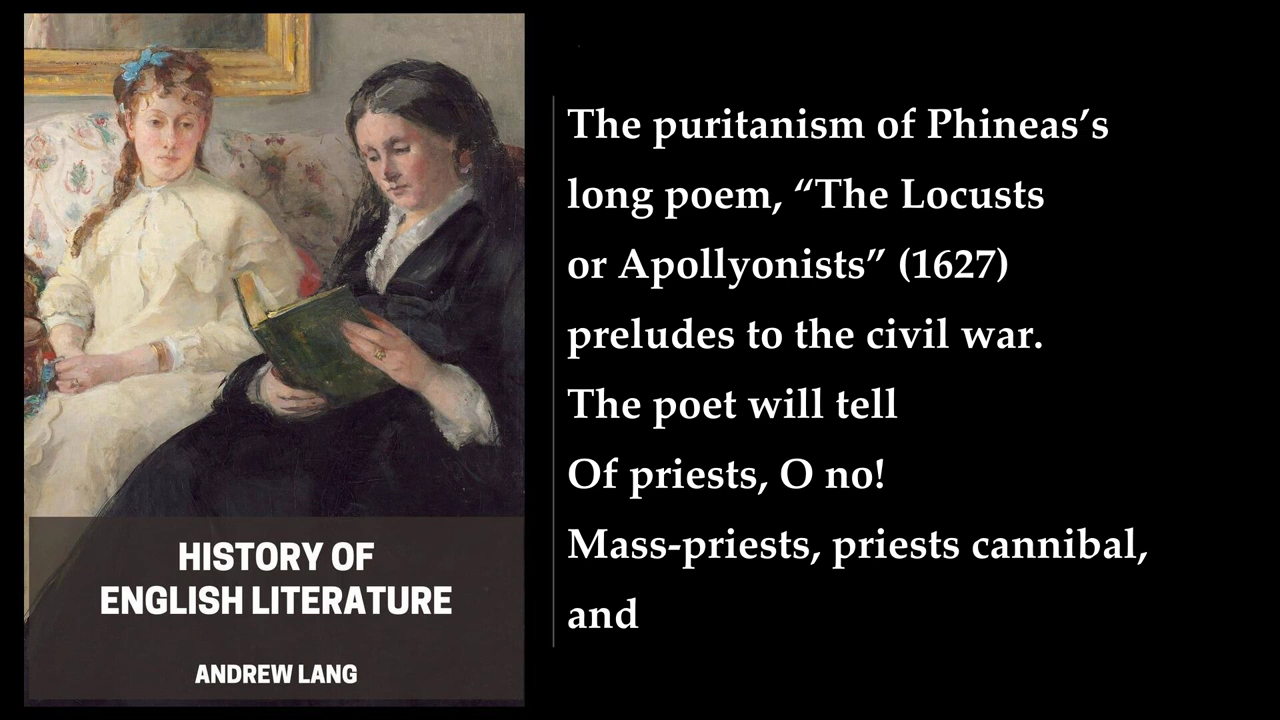 HISTORY OF
ENGLISH LITERATURE
ANDREW LANG
The puritanism of Phineas’s
long poem, “The Locusts
or Apollyonists” (1627)
preludes to the civil war.
The poet will tell
Of priests, O no!
Mass-priests, priests cannibal,
and